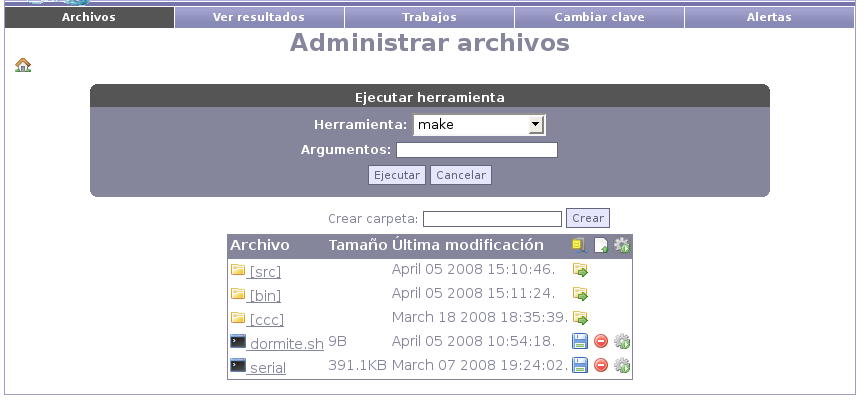 Archivos Ver resultados Trabajos Cambiar clave Alertas
Administrar archivos
Ejecutar herramienta
Herramienta: make
Argumentos:
Ejecutar Cancelar
Crear carpeta: Crear
Archivo Tamaño Última modificación
[src] April 05 2008 15:10:46.
[bin] April 05 2008 15:11:24.
[ccc] March 18 2008 18:35:39.
dormite.sh 9B April 05 2008 10:54:18.
serial 391.1KB March 07 2008 19:24:02.